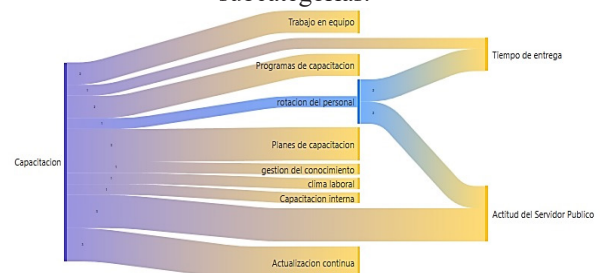 subcategorías.
Trabajo en equipo
Tiempo de entrega
Programas de capacitacion
rotacion del personal
Planes de capacitacion
Capacitacion
gestion del conocimiento
clima laboral
Capacitacion interna
Actitud del Servidor Publico
Actualizacion continua